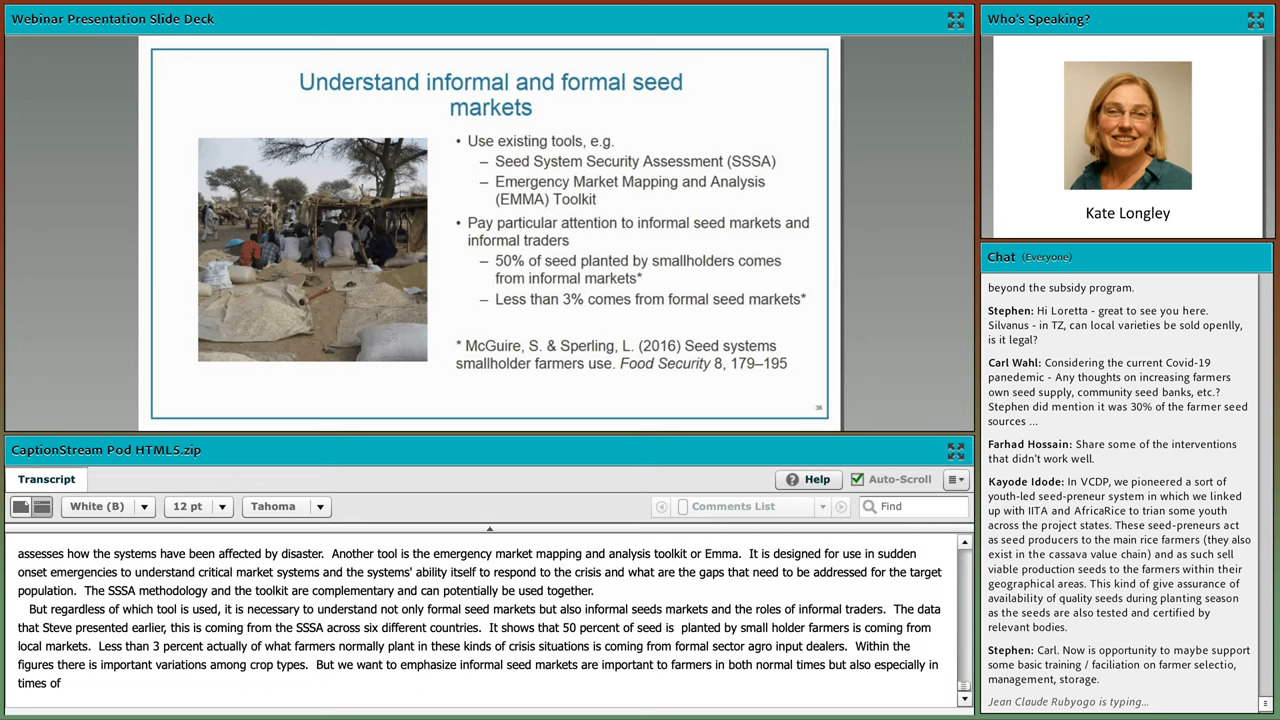 Webinar Presentation Slide Deck
Understand informal and formal seed
markets
• Use existing tools, e.g.
– Seed System Security Assessment (SSSA)
– Emergency Market Mapping and Analysis
(EMMA) Toolkit
• Pay particular attention to informal seed markets and
informal traders
– 50% of seed planted by smallholders comes
from informal markets*
– Less than 3% comes from formal seed markets*
* McGuire, S. & Sperling, L. (2016) Seed systems
smallholder farmers use. Food Security 8, 179–195
36
Who's Speaking?
Kate Longley
Chat (Everyone)
beyond the subsidy program.
Stephen: Hi Loretta - great to see you here.
Silvanus - in TZ, can local varieties be sold openlly,
is it legal?
Carl Wahl: Considering the current Covid-19
panedemic - Any thoughts on increasing farmers
own seed supply, community seed banks, etc.?
Stephen did mention it was 30% of the farmer seed
sources ...
Farhad Hossain: Share some of the interventions
that didn't work well.
Kayode Idode: In VCDP, we pioneered a sort of
youth-led seed-preneur system in which we linked
up with IITA and AfricaRice to trian some youth
across the project states. These seed-preneurs act
as seed producers to the main rice farmers (they also
exist in the cassava value chain) and as such sell
viable production seeds to the farmers within their
geographical areas. This kind of give assurance of
availability of quality seeds during planting season
as the seeds are also tested and certified by
relevant bodies.
Stephen: Carl. Now is opportunity to maybe support
some basic training / faciliation on farmer selectio,
management, storage.
Jean Claude Rubyogo is typing...
CaptionStream Pod HTML5.zip
Transcript
Help
Auto-Scroll
White (B)
12 pt
Tahoma
Comments List
Find
assesses how the systems have been affected by disaster. Another tool is the emergency market mapping and analysis toolkit or Emma. It is designed for use in sudden
onset emergencies to understand critical market systems and the systems' ability itself to respond to the crisis and what are the gaps that need to be addressed for the target
population. The SSSA methodology and the toolkit are complementary and can potentially be used together.
But regardless of which tool is used, it is necessary to understand not only formal seed markets but also informal seeds markets and the roles of informal traders. The data
that Steve presented earlier, this is coming from the SSSA across six different countries. It shows that 50 percent of seed is planted by small holder farmers is coming from
local markets. Less than 3 percent actually of what farmers normally plant in these kinds of crisis situations is coming from formal sector agro input dealers. Within the
figures there is important variations among crop types. But we want to emphasize informal seed markets are important to farmers in both normal times but also especially in
times of